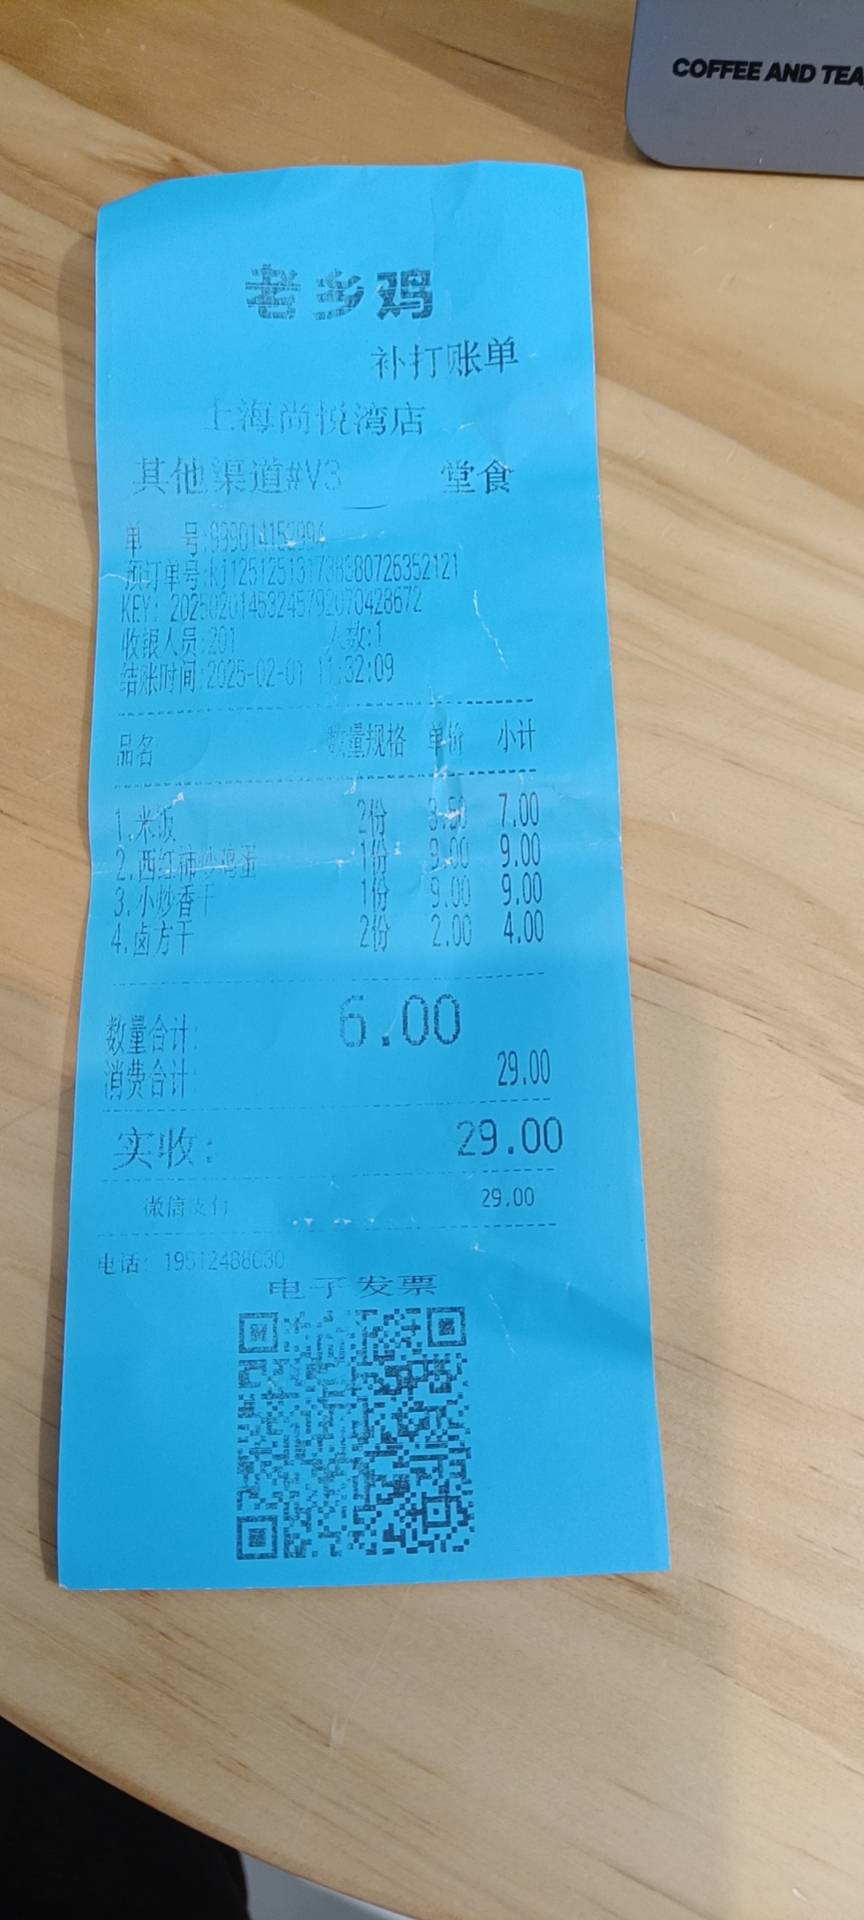 COFFEE AND TEA
老乡鸡
补打账单
上海尚悦湾店
其他渠道#V3 堂食
单 号:999014152994
预订单号:kj12512513173838072635212​1
KEY: 20250201453245792070428672
收银人员:201 人数:1
结账时间:2025-02-01 11:32:09
品名 数量规格 单价 小计
1.米饭 2份 3.50 7.00
2.西红柿炒鸡蛋 1份 9.00 9.00
3.小炒香干 1份 9.00 9.00
4.卤方干 2份 2.00 4.00
数量合计: 6.00
消费合计: 29.00
实收: 29.00
微信支付 29.00
电话: 19512488030
电子发票